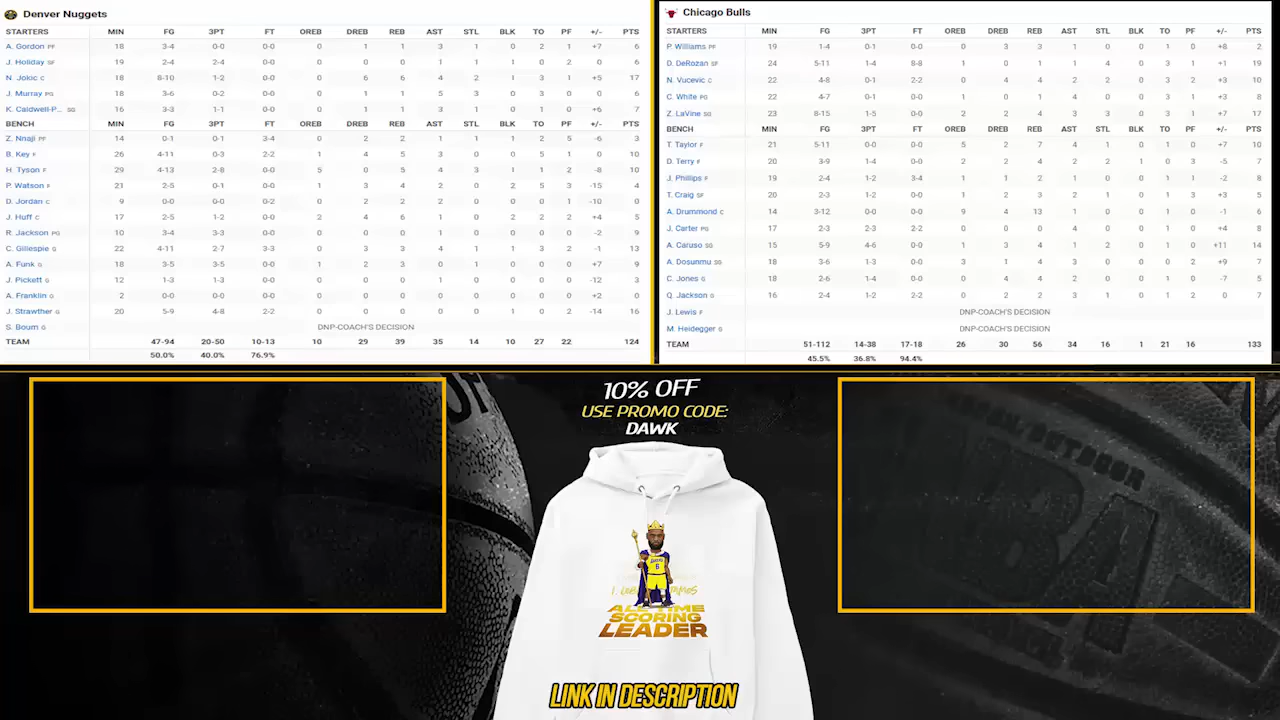 Denver Nuggets
STARTERS MIN FG 3PT FT OREB DREB REB AST STL BLK TO PF +/- PTS
A. Gordon PF 18 3-4 0-0 0-0 0 1 1 3 1 0 2 1 +7 6
J. Holiday SF 19 2-4 2-4 0-0 0 0 0 1 0 1 0 2 0 6
N. Jokic C 18 8-10 1-2 0-0 0 6 6 4 2 1 3 1 +5 17
J. Murray PG 18 3-6 0-2 0-0 0 1 1 5 3 0 3 0 0 6
K. Caldwell-P... SG 16 3-3 1-1 0-0 0 1 1 3 1 0 1 0 +6 7
BENCH MIN FG 3PT FT OREB DREB REB AST STL BLK TO PF +/- PTS
Z. Nnaji PF 14 0-1 0-1 3-4 0 2 2 1 1 1 2 5 -6 3
B. Key F 26 4-11 0-3 2-2 1 4 5 3 0 0 5 1 0 10
H. Tyson F 29 4-13 2-8 0-0 5 0 5 4 3 1 1 2 -8 10
P. Watson F 21 2-5 0-1 0-0 1 3 4 2 0 2 5 3 -15 4
D. Jordan C 9 0-0 0-0 0-2 0 2 2 2 0 1 0 1 -10 0
J. Huff C 17 2-5 1-2 0-0 2 4 6 1 0 2 2 2 +4 5
R. Jackson PG 10 3-4 3-3 0-0 0 0 0 1 0 0 0 0 -2 9
C. Gillespie G 22 4-11 2-7 3-3 0 3 3 4 1 1 3 2 -1 13
A. Funk G 18 3-5 3-5 0-0 1 2 3 0 1 0 0 0 +7 9
J. Pickett G 12 1-3 1-3 0-0 0 0 0 1 1 0 0 0 -12 3
A. Franklin G 2 0-0 0-0 0-0 0 0 0 0 0 0 0 0 +2 0
J. Strawther G 20 5-9 4-8 2-2 0 0 0 0 0 1 0 2 -14 16
S. Boum G DNP-COACH'S DECISION
TEAM 47-94 20-50 10-13 10 29 39 35 14 10 27 22 124
50.0% 40.0% 76.9%
Chicago Bulls
STARTERS MIN FG 3PT FT OREB DREB REB AST STL BLK TO PF +/- PTS
P. Williams PF 19 1-4 0-1 0-0 0 3 3 1 0 0 1 0 +8 2
D. DeRozan SF 24 5-11 1-4 8-8 0 0 0 1 4 0 3 2 +1 19
N. Vucevic C 22 4-8 0-1 2-2 0 4 4 2 2 0 3 2 +3 10
C. White PG 22 4-7 0-1 0-0 0 1 1 4 0 0 3 1 +3 8
Z. LaVine SG 23 8-15 1-5 0-0 2 2 4 3 3 0 3 2 +7 17
BENCH MIN FG 3PT FT OREB DREB REB AST STL BLK TO PF +/- PTS
T. Taylor F 21 5-11 0-1 0-0 5 2 7 4 1 0 1 0 +7 10
D. Terry F 20 3-9 1-4 0-0 2 2 4 2 2 1 2 0 -5 7
J. Phillips F 19 2-4 1-2 3-4 0 1 1 2 0 0 0 1 -2 8
T. Craig SF 20 2-3 1-2 0-0 1 2 3 2 1 0 1 3 +3 5
A. Drummond C 14 3-12 0-0 0-0 9 4 13 1 0 0 0 1 -1 6
J. Carter PG 17 2-3 2-3 2-2 0 0 0 1 0 0 0 0 +4 8
A. Caruso SG 15 5-9 4-6 0-0 1 3 4 1 2 0 0 1 +11 14
A. Dosunmu SG 18 3-6 1-3 0-0 3 1 4 3 0 0 0 2 +9 7
C. Jones G 18 2-6 1-4 0-0 0 4 4 2 0 0 3 0 -7 5
Q. Jackson G 16 2-4 1-2 2-2 0 2 2 3 1 0 1 2 0 7
J. Lewis F DNP-COACH'S DECISION
M. Heidegger G DNP-COACH'S DECISION
TEAM 51-112 14-38 17-18 26 30 56 34 16 1 21 16 133
45.5% 36.8% 94.4%
10% OFF
USE PROMO CODE:
DAWK
ALL TIME
SCORING
LEADER
LINK IN DESCRIPTION